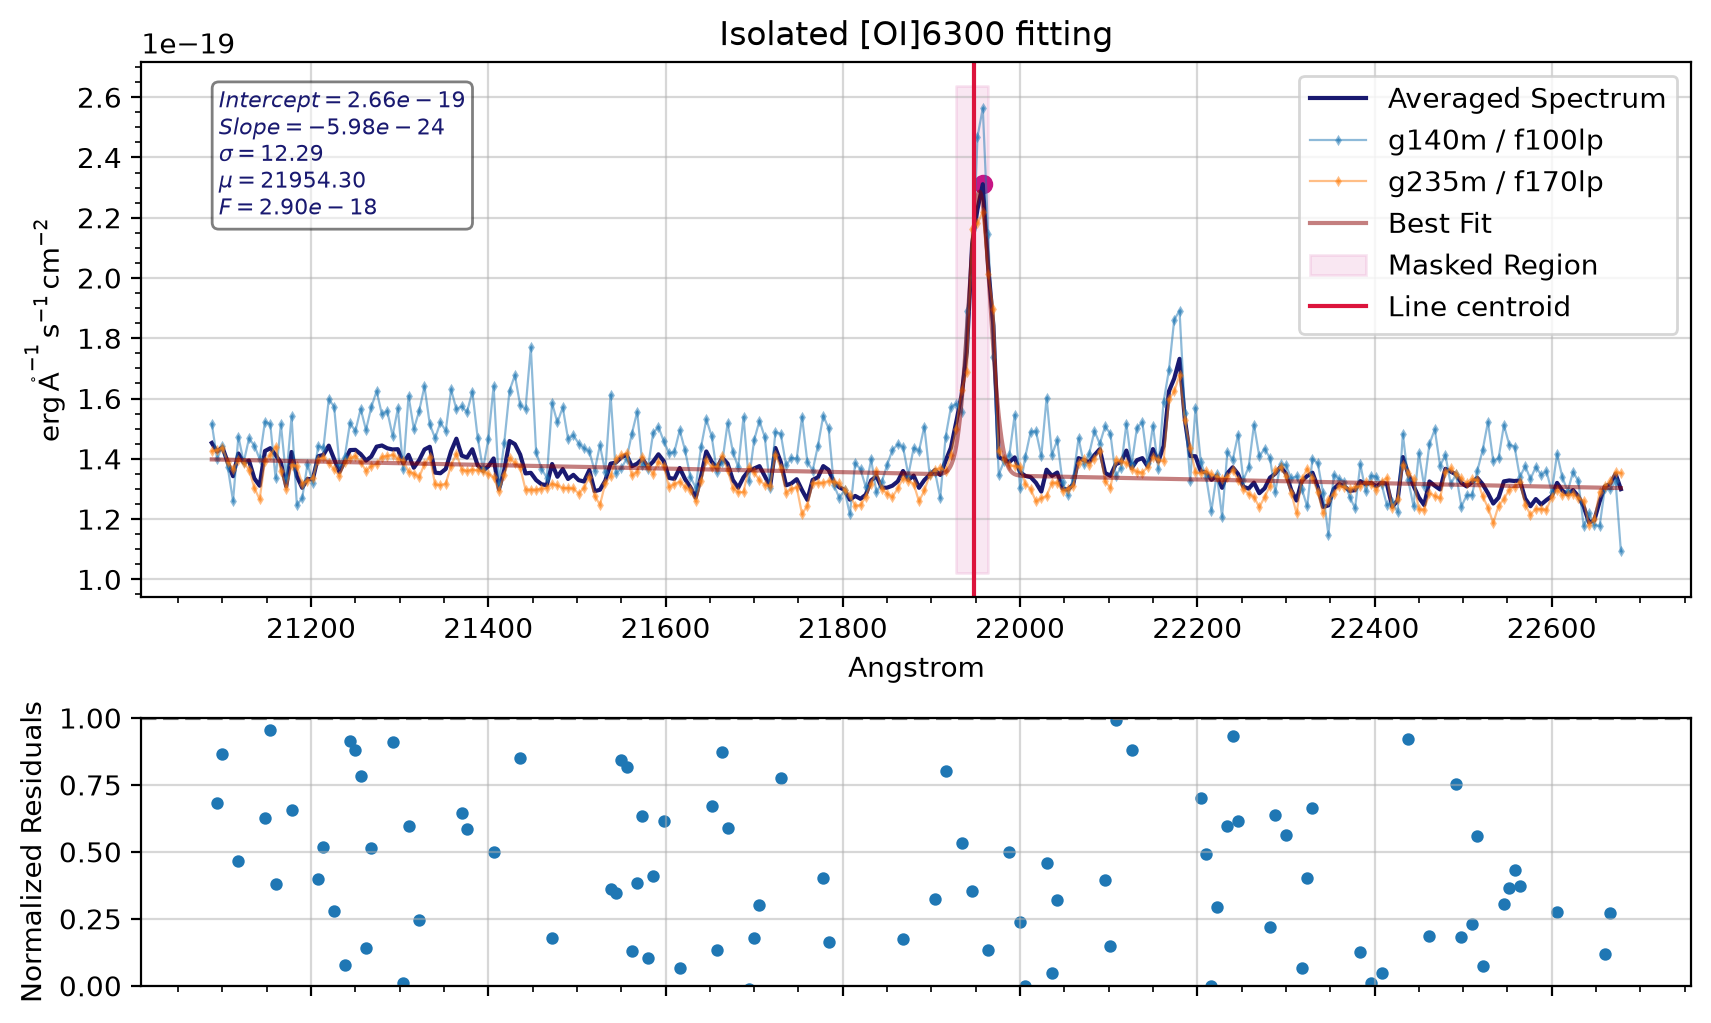 Isolated [OI]6300 fitting
1e−19
Intercept = 2.66e − 19
Slope = −5.98e − 24
σ = 12.29
μ = 21954.30
F = 2.90e − 18
Averaged Spectrum
g140m / f100lp
g235m / f170lp
Best Fit
Masked Region
Line centroid
erg Å⁻¹ s⁻¹ cm⁻²
2.6
2.4
2.2
2.0
1.8
1.6
1.4
1.2
1.0
21200 21400 21600 21800 22000 22200 22400 22600
Angstrom
Normalized Residuals
1.00
0.75
0.50
0.25
0.00